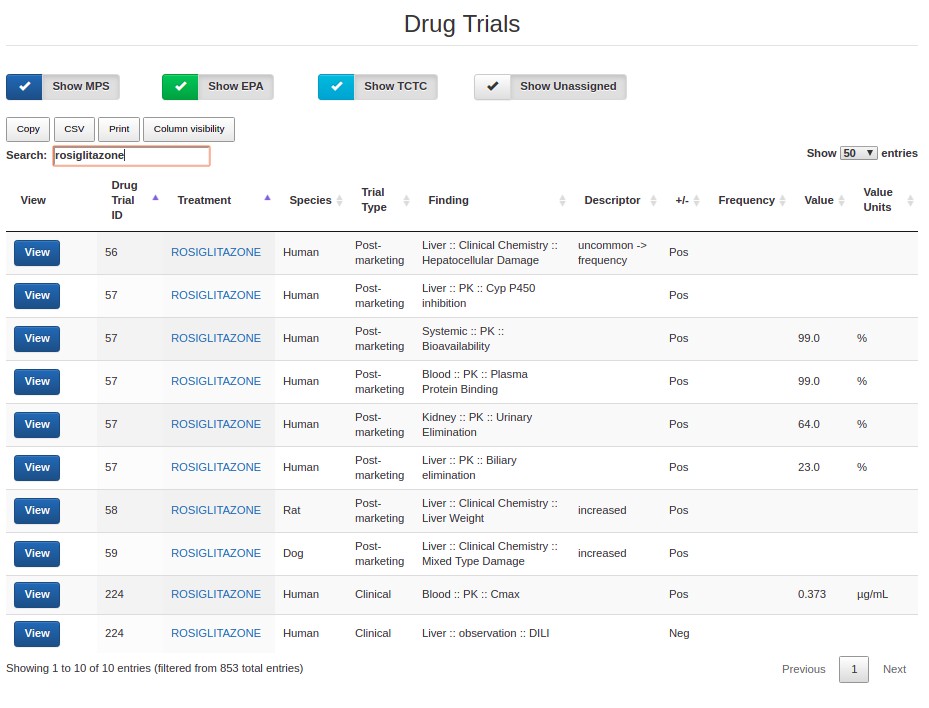 Drug Trials
Show MPS Show EPA Show TCTC Show Unassigned
Copy CSV Print Column visibility
Search: rosiglitazone Show 50 entries
View Drug Trial ID Treatment Species Trial Type Finding Descriptor +/- Frequency Value Value Units
View 56 ROSIGLITAZONE Human Post-marketing Liver :: Clinical Chemistry :: Hepatocellular Damage uncommon -> frequency Pos
View 57 ROSIGLITAZONE Human Post-marketing Liver :: PK :: Cyp P450 inhibition Pos
View 57 ROSIGLITAZONE Human Post-marketing Systemic :: PK :: Bioavailability Pos 99.0 %
View 57 ROSIGLITAZONE Human Post-marketing Blood :: PK :: Plasma Protein Binding Pos 99.0 %
View 57 ROSIGLITAZONE Human Post-marketing Kidney :: PK :: Urinary Elimination Pos 64.0 %
View 57 ROSIGLITAZONE Human Post-marketing Liver :: PK :: Biliary elimination Pos 23.0 %
View 58 ROSIGLITAZONE Rat Post-marketing Liver :: Clinical Chemistry :: Liver Weight increased Pos
View 59 ROSIGLITAZONE Dog Post-marketing Liver :: Clinical Chemistry :: Mixed Type Damage increased Pos
View 224 ROSIGLITAZONE Human Clinical Blood :: PK :: Cmax Pos 0.373 µg/mL
View 224 ROSIGLITAZONE Human Clinical Liver :: observation :: DILI Neg
Showing 1 to 10 of 10 entries (filtered from 853 total entries) Previous 1 Next